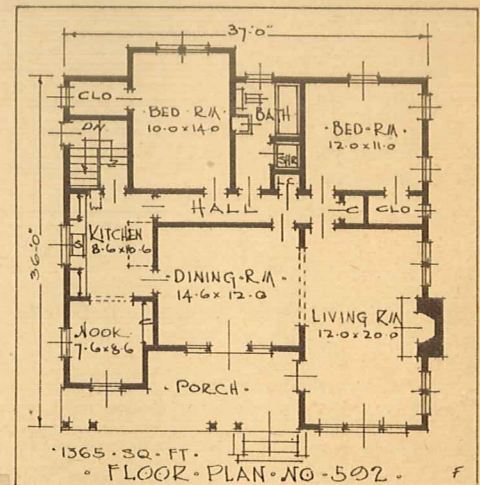 37'·0"
CLO
BED·RM·
10·0×14·0
BATH
·BED·RM·
12·0×11·0
DN
SHR
LC
HALL
C
CLO
36'·0"
KITCHEN
8·6×10·6
S
·DINING·RM·
14·6×12·0
LIVING RM
12·0×20·0
NOOK
7·6×8·6
C
·PORCH·
·1365·SQ·FT·
·FLOOR·PLAN·NO·592·
F